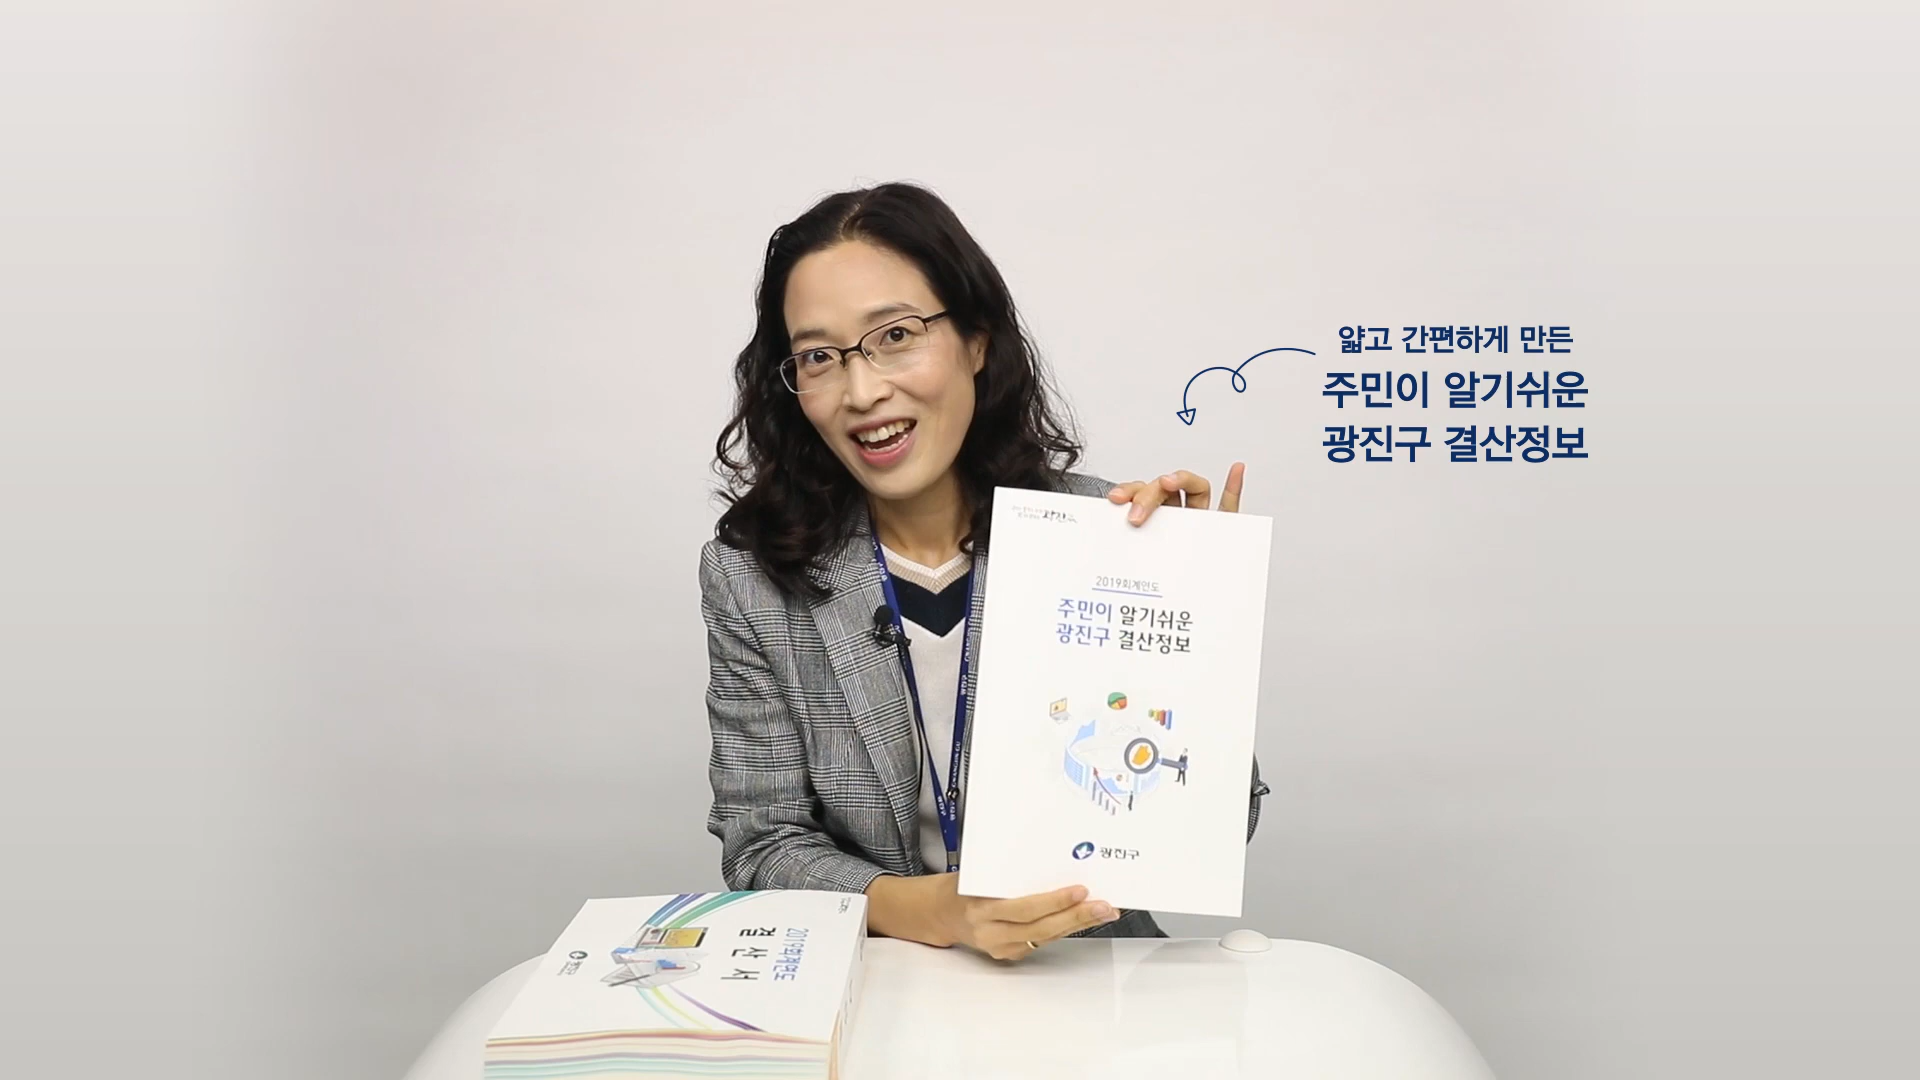 얇고 간편하게 만든
주민이 알기쉬운
광진구 결산정보
2019회계연도
주민이 알기쉬운
광진구 결산정보
광진구
2019회계연도
결산서
광진구